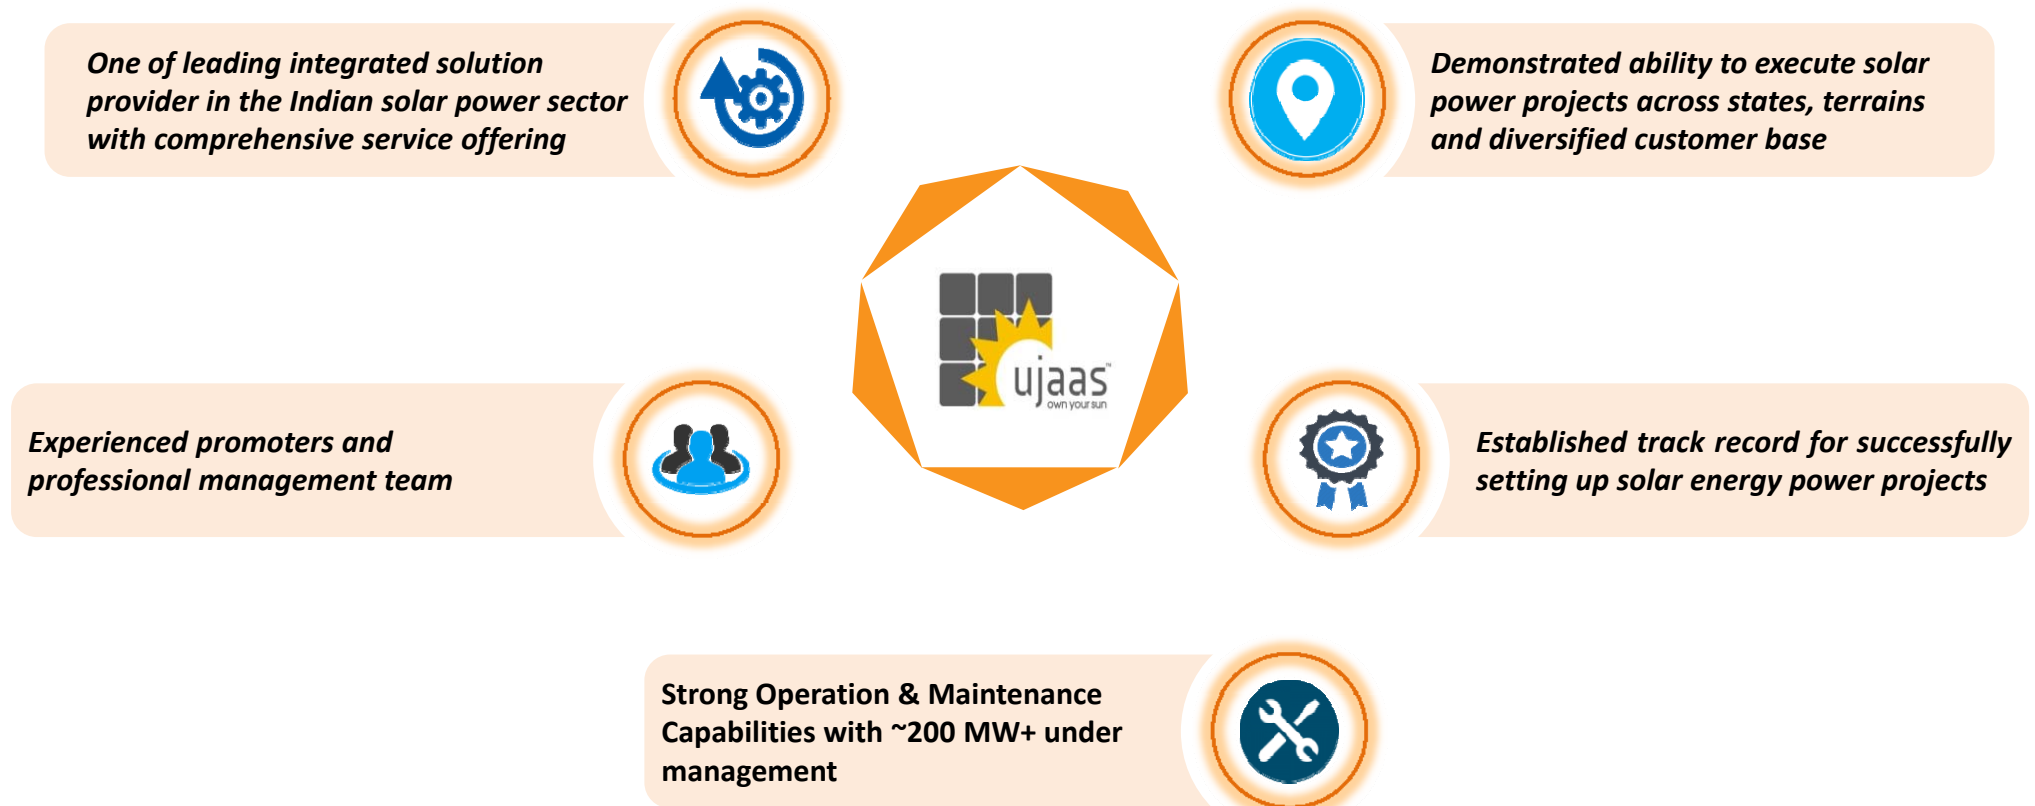 One of leading integrated solution
provider in the Indian solar power sector
with comprehensive service offering
Demonstrated ability to execute solar
power projects across states, terrains
and diversified customer base
ujaas™
own your sun
Experienced promoters and
professional management team
Established track record for successfully
setting up solar energy power projects
Strong Operation & Maintenance
Capabilities with ~200 MW+ under
management